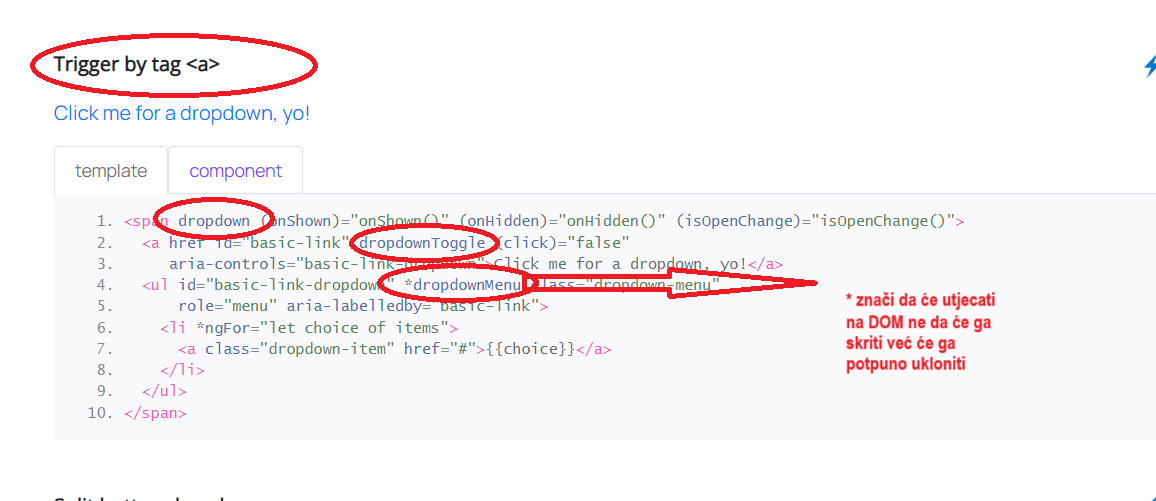 Trigger by tag <a>
Click me for a dropdown, yo!
template component
1. <span dropdown (onShown)="onShown()" (onHidden)="onHidden()" (isOpenChange)="isOpenChange()">
2. <a href id="basic-link" dropdownToggle (click)="false"
3. aria-controls="basic-link-dropdown">Click me for a dropdown, yo!</a>
4. <ul id="basic-link-dropdown" *dropdownMenu class="dropdown-menu"
5. role="menu" aria-labelledby="basic-link">
6. <li *ngFor="let choice of items">
7. <a class="dropdown-item" href="#">{{choice}}</a>
8. </li>
9. </ul>
10. </span>
* znači da će utjecati
na DOM ne da će ga
skriti već će ga
potpuno ukloniti